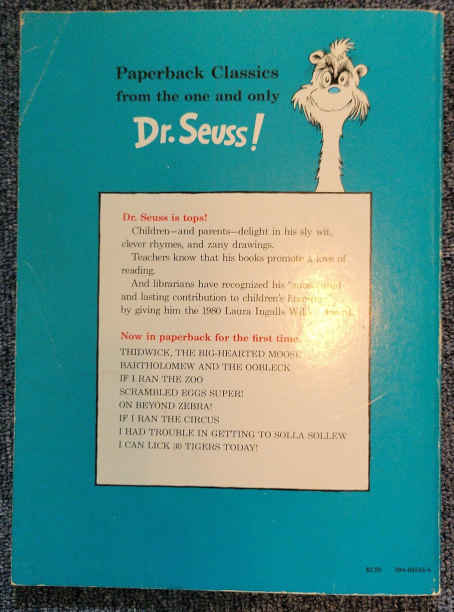 Paperback Classics
from the one and only
Dr. Seuss!
Dr. Seuss is tops!
Children—and parents—delight in his sly wit,
clever rhymes, and zany drawings.
Teachers know that his books promote a love of
reading.
And librarians have recognized his
and lasting contribution to children's
by giving him the 1980 Laura Ingalls
Now in paperback for the first time.
THIDWICK, THE BIG-HEARTED MOOSE
BARTHOLOMEW AND THE OOBLECK
IF I RAN THE ZOO
SCRAMBLED EGGS SUPER!
ON BEYOND ZEBRA!
IF I RAN THE CIRCUS
I HAD TROUBLE IN GETTING TO SOLLA SOLLEW
I CAN LICK 30 TIGERS TODAY!